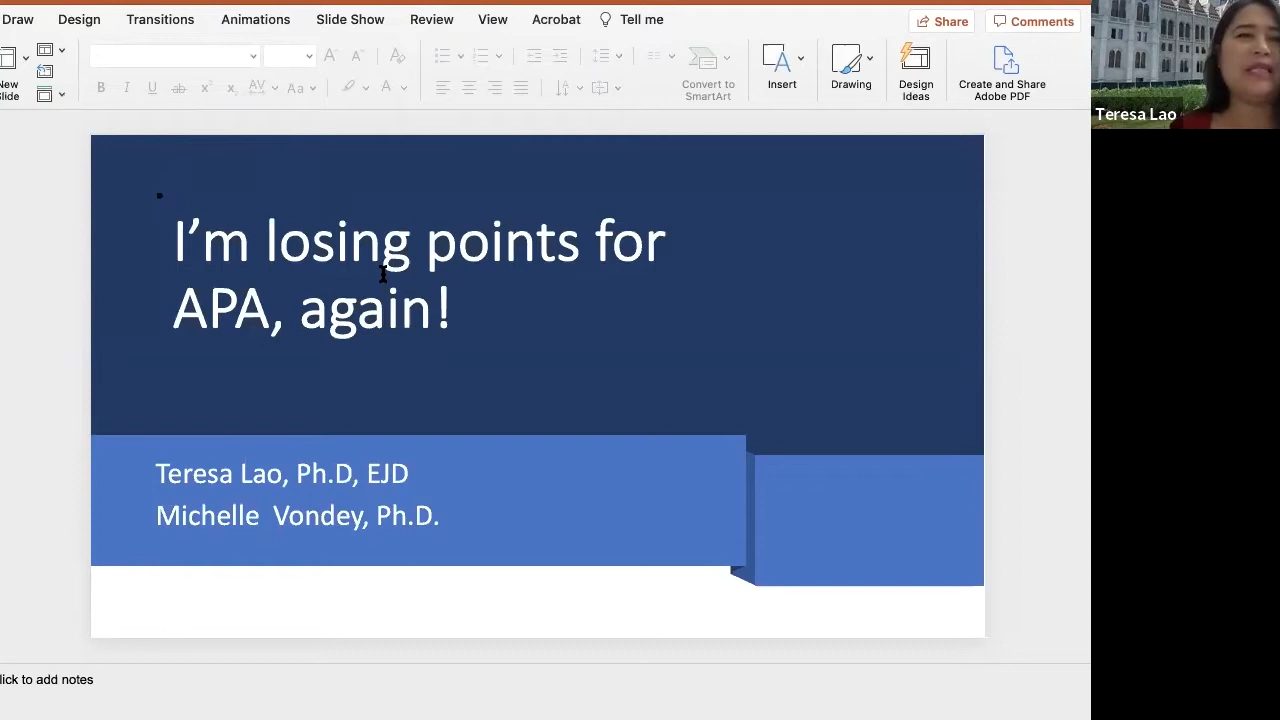 Draw Design Transitions Animations Slide Show Review View Acrobat Tell me Share Comments
New Slide
Convert to SmartArt
Insert
Drawing
Design Ideas
Create and Share Adobe PDF
Teresa Lao
I’m losing points for
APA, again!
Teresa Lao, Ph.D, EJD
Michelle Vondey, Ph.D.
lick to add notes